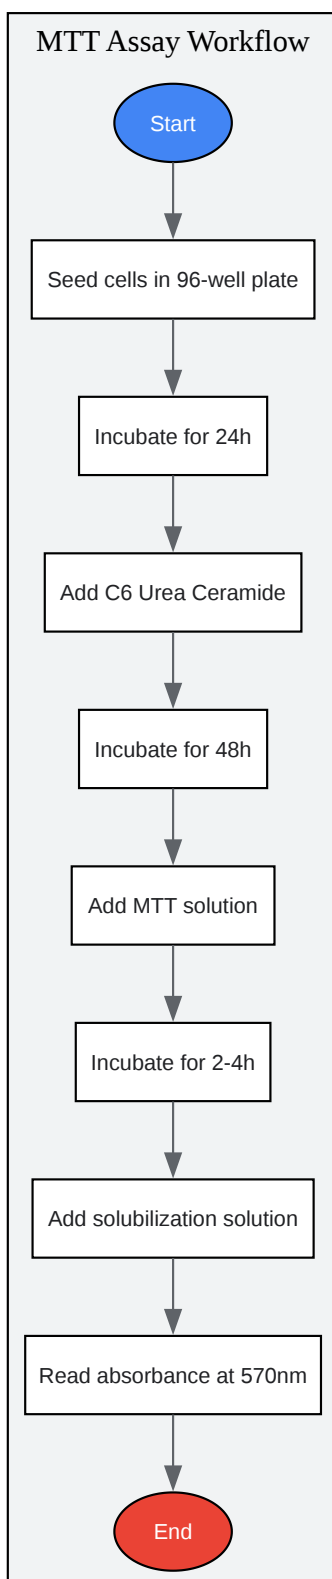 MTT Assay Workflow
Start
Seed cells in 96-well plate
Incubate for 24h
Add C6 Urea Ceramide
Incubate for 48h
Add MTT solution
Incubate for 2-4h
Add solubilization solution
Read absorbance at 570nm
End